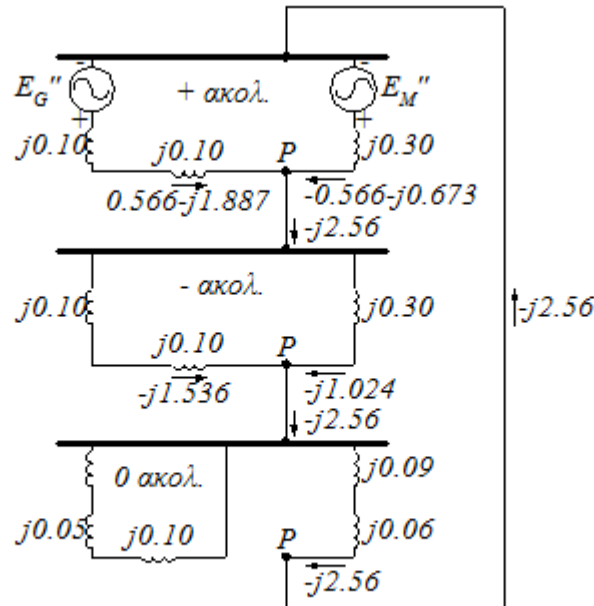 - -
E_G" + ακολ. E_M"
+ +
j0.10 j0.10 P j0.30
0.566-j1.887 -0.566-j0.673
-j2.56
- ακολ.
j0.10 j0.10 P j0.30 -j2.56
-j1.536 -j1.024
-j2.56
0 ακολ. j0.09
j0.05 j0.10 P j0.06
-j2.56